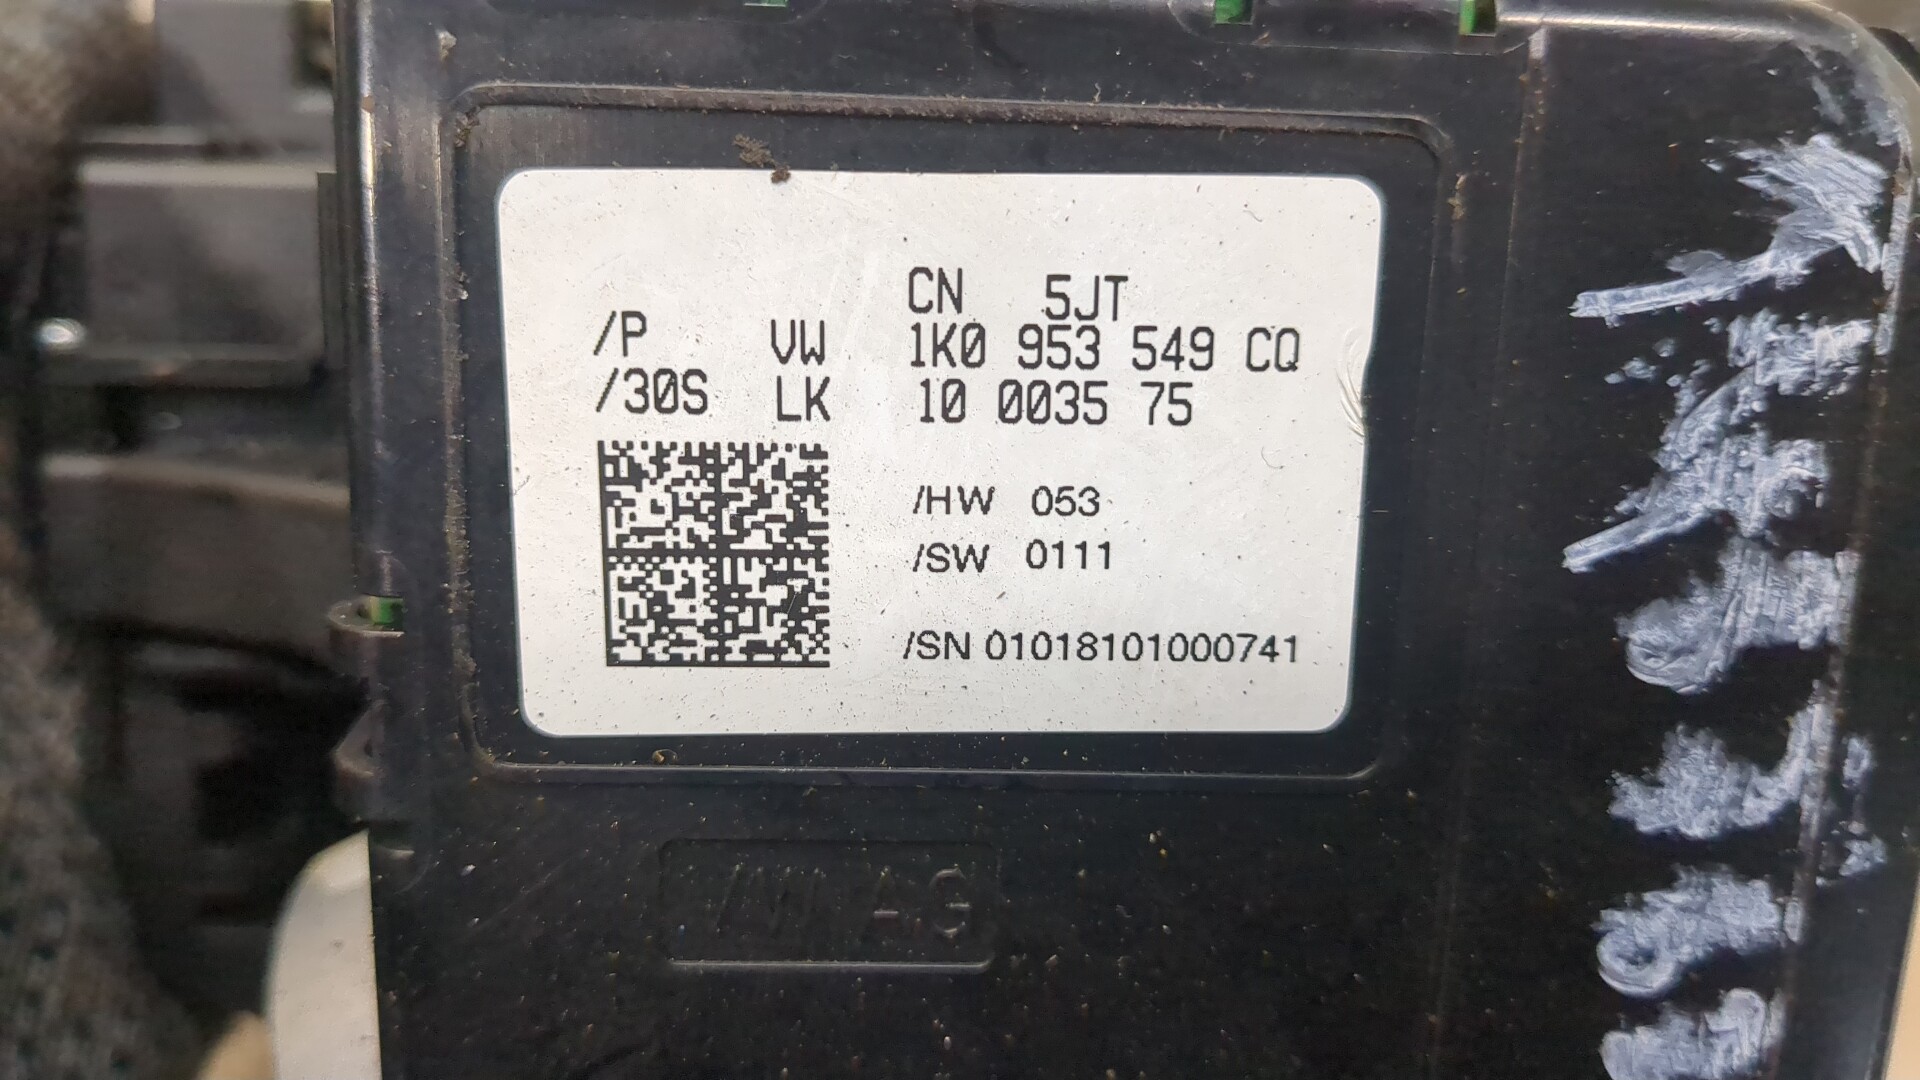 CN 5JT
/P VW 1K0 953 549 CQ
/30S LK 10 0035 75
/HW 053
/SW 0111
/SN 01018101000741